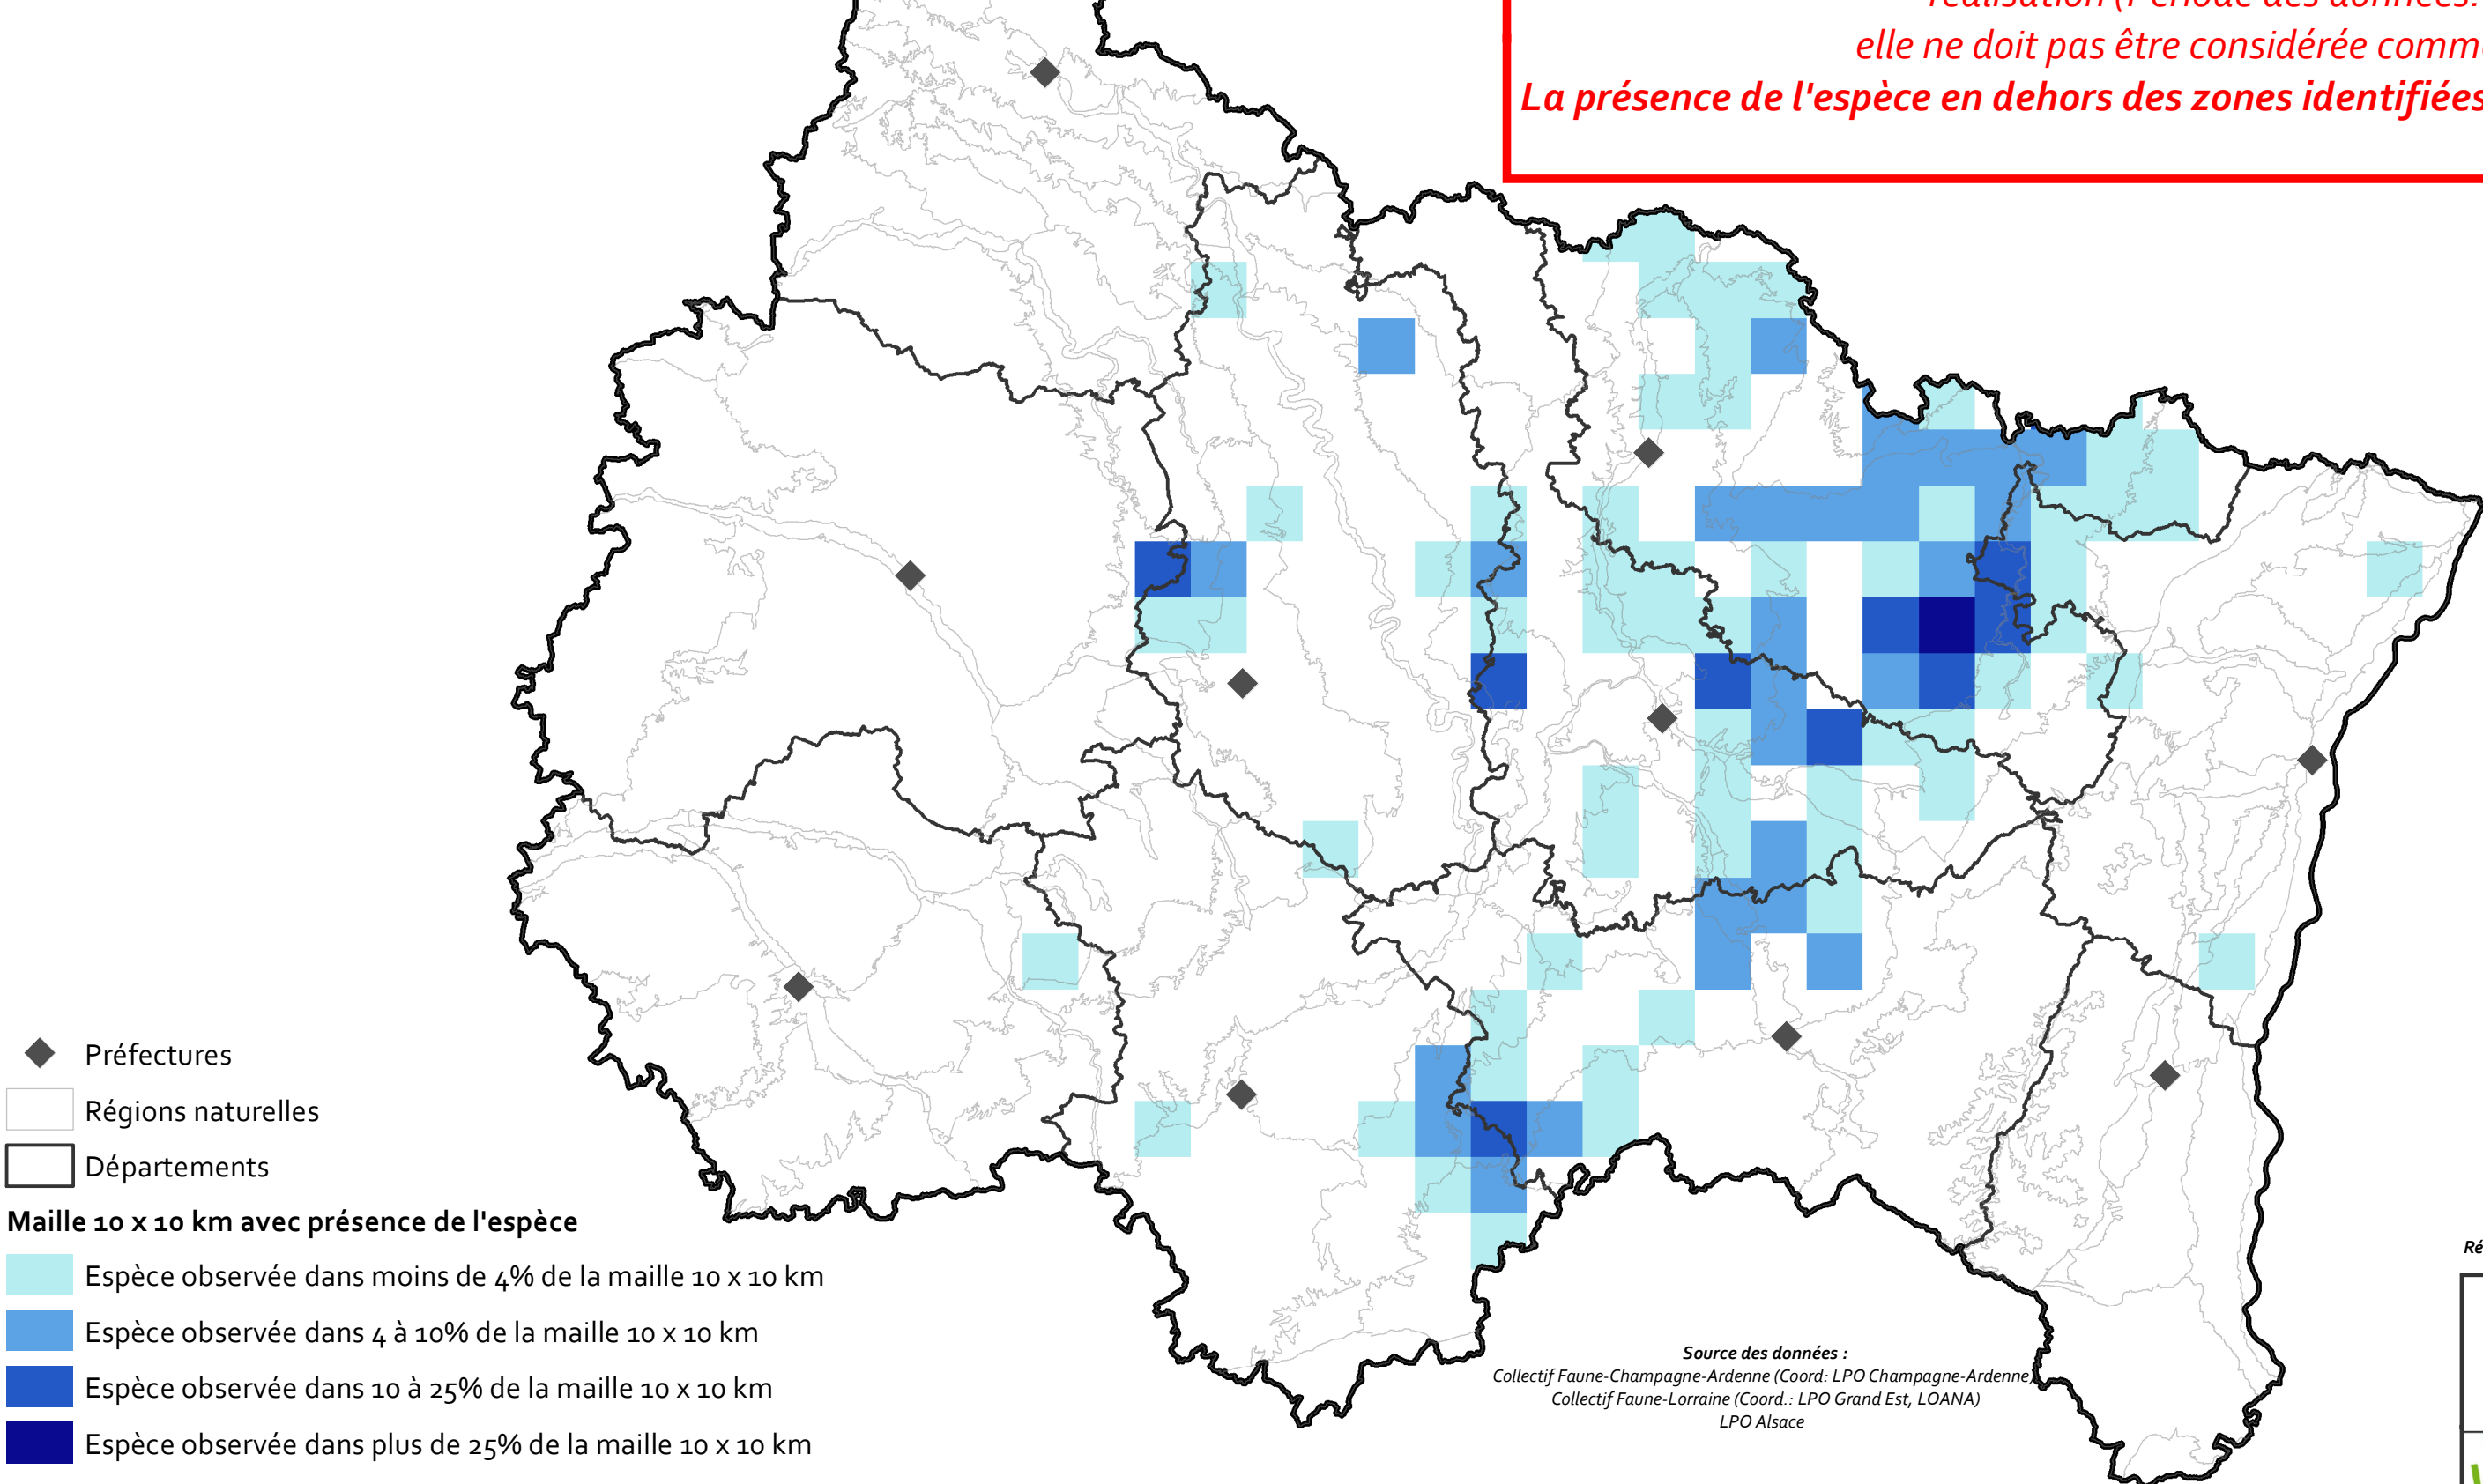 elle ne doit pas être considérée comme
La présence de l'espèce en dehors des zones identifiées
Préfectures
Régions naturelles
Départements
Maille 10 x 10 km avec présence de l'espèce
Espèce observée dans moins de 4% de la maille 10 x 10 km
Espèce observée dans 4 à 10% de la maille 10 x 10 km
Espèce observée dans 10 à 25% de la maille 10 x 10 km
Espèce observée dans plus de 25% de la maille 10 x 10 km
Source des données :
Collectif Faune-Champagne-Ardenne (Coord: LPO Champagne-Ardenne)
Collectif Faune-Lorraine (Coord.: LPO Grand Est, LOANA)
LPO Alsace
Ré